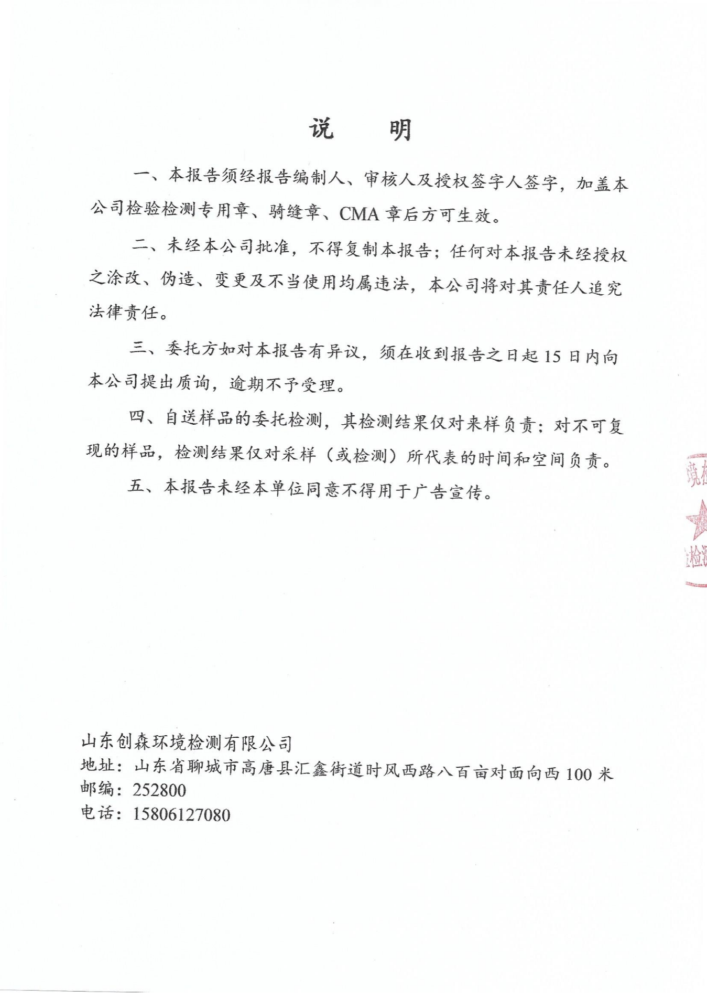 说 明
一、本报告须经报告编制人、审核人及授权签字人签字，加盖本
公司检验检测专用章、骑缝章、CMA 章后方可生效。
二、未经本公司批准，不得复制本报告；任何对本报告未经授权
之涂改、伪造、变更及不当使用均属违法，本公司将对其责任人追究
法律责任。
三、委托方如对本报告有异议，须在收到报告之日起 15 日内向
本公司提出质询，逾期不予受理。
四、自送样品的委托检测，其检测结果仅对来样负责；对不可复
现的样品，检测结果仅对采样（或检测）所代表的时间和空间负责。
五、本报告未经本单位同意不得用于广告宣传。
境检
检测
山东创森环境检测有限公司
地址：山东省聊城市高唐县汇鑫街道时风西路八百亩对面向西 100 米
邮编：252800
电话：15806127080